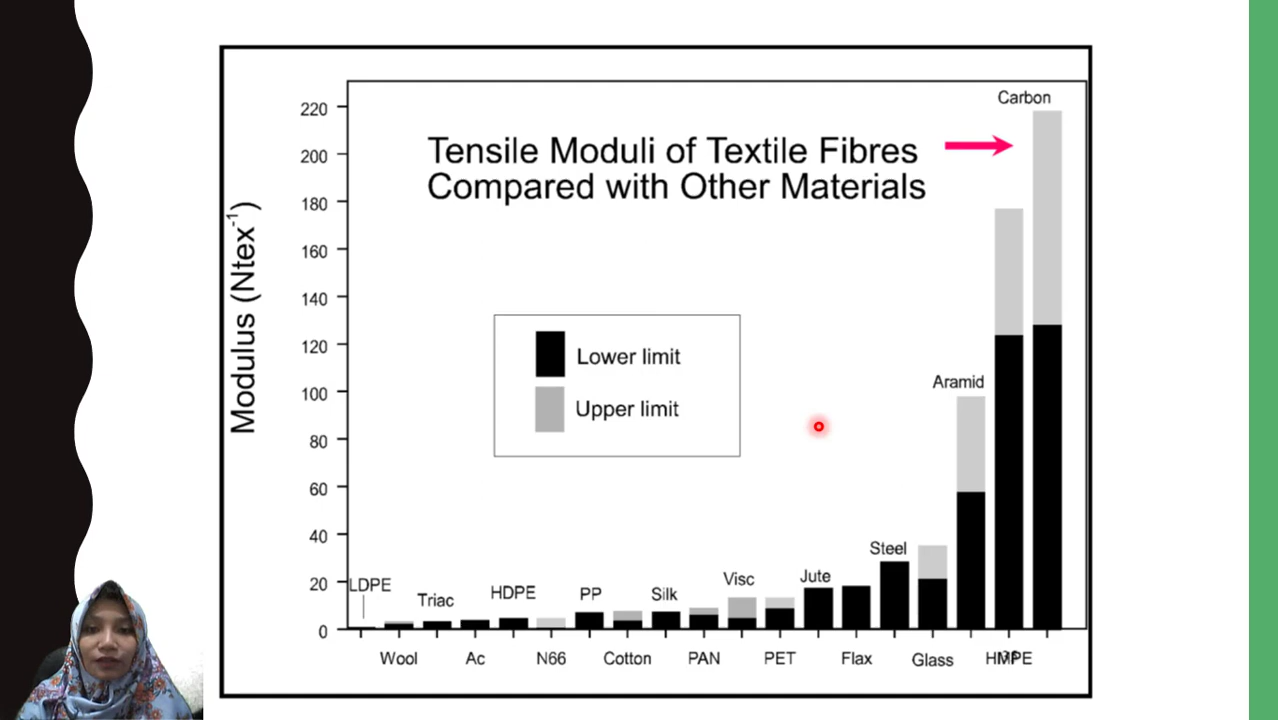 Tensile Moduli of Textile Fibres
Compared with Other Materials
Modulus (Ntex⁻¹)
220
200
180
160
140
120
100
80
60
40
20
0
Lower limit
Upper limit
Carbon
Aramid
Steel
Jute
Visc
Silk
PP
HDPE
Triac
LDPE
Wool Ac N66 Cotton PAN PET Flax Glass HMPE